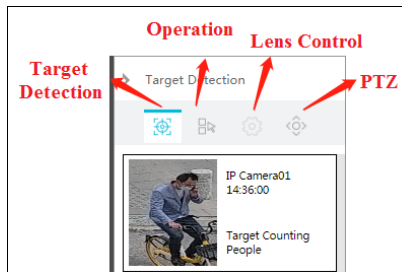 Operation
Lens Control
Target
Detection
PTZ
Target Detection
IP Camera01
14:36:00
Target Counting
People